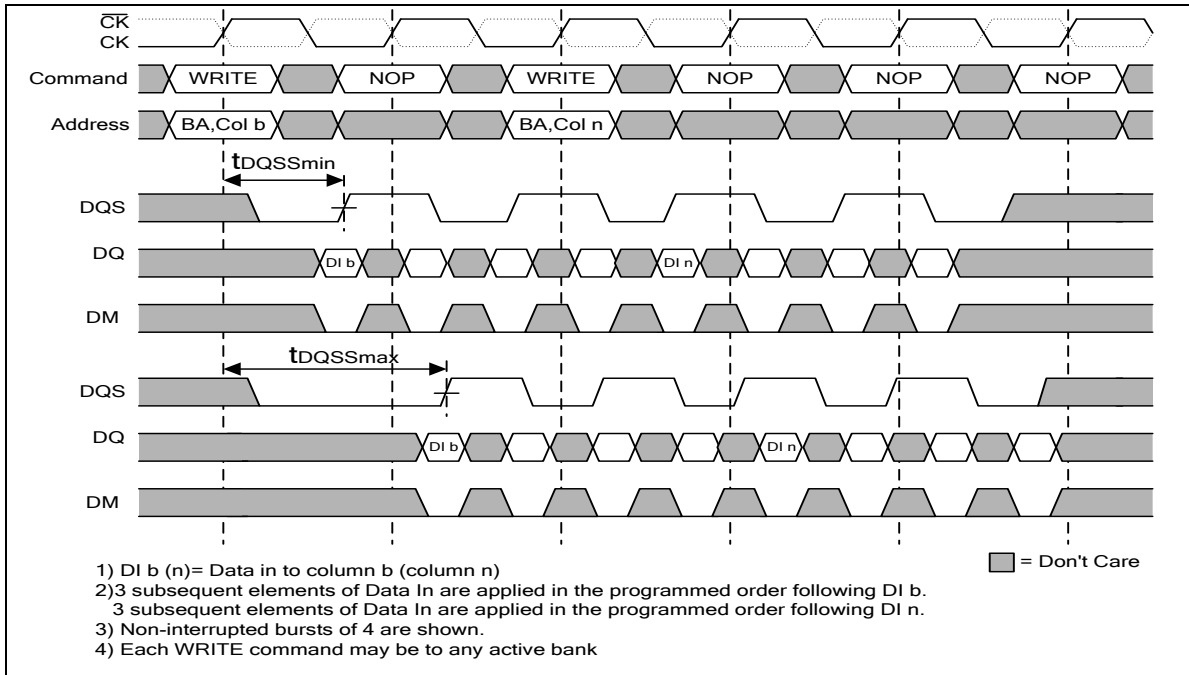 CK
CK
Command WRITE NOP WRITE NOP NOP NOP
Address BA,Col b BA,Col n
tDQSSmin
DQS
DQ DI b DI n
DM
tDQSSmax
DQS
DQ DI b DI n
DM
1) DI b (n)= Data in to column b (column n)
= Don't Care
2)3 subsequent elements of Data In are applied in the programmed order following DI b.
3 subsequent elements of Data In are applied in the programmed order following DI n.
3) Non-interrupted bursts of 4 are shown.
4) Each WRITE command may be to any active bank